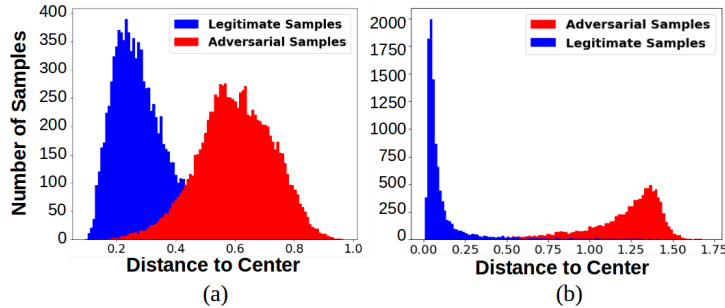 400
350
300
250
200
150
100
50
0
Number of Samples
Legitimate Samples
Adversarial Samples
0.2 0.4 0.6 0.8 1.0
Distance to Center
(a)
2000
1750
1500
1250
1000
750
500
250
0
Adversarial Samples
Legitimate Samples
0.00 0.25 0.50 0.75 1.00 1.25 1.50 1.75
Distance to Center
(b)